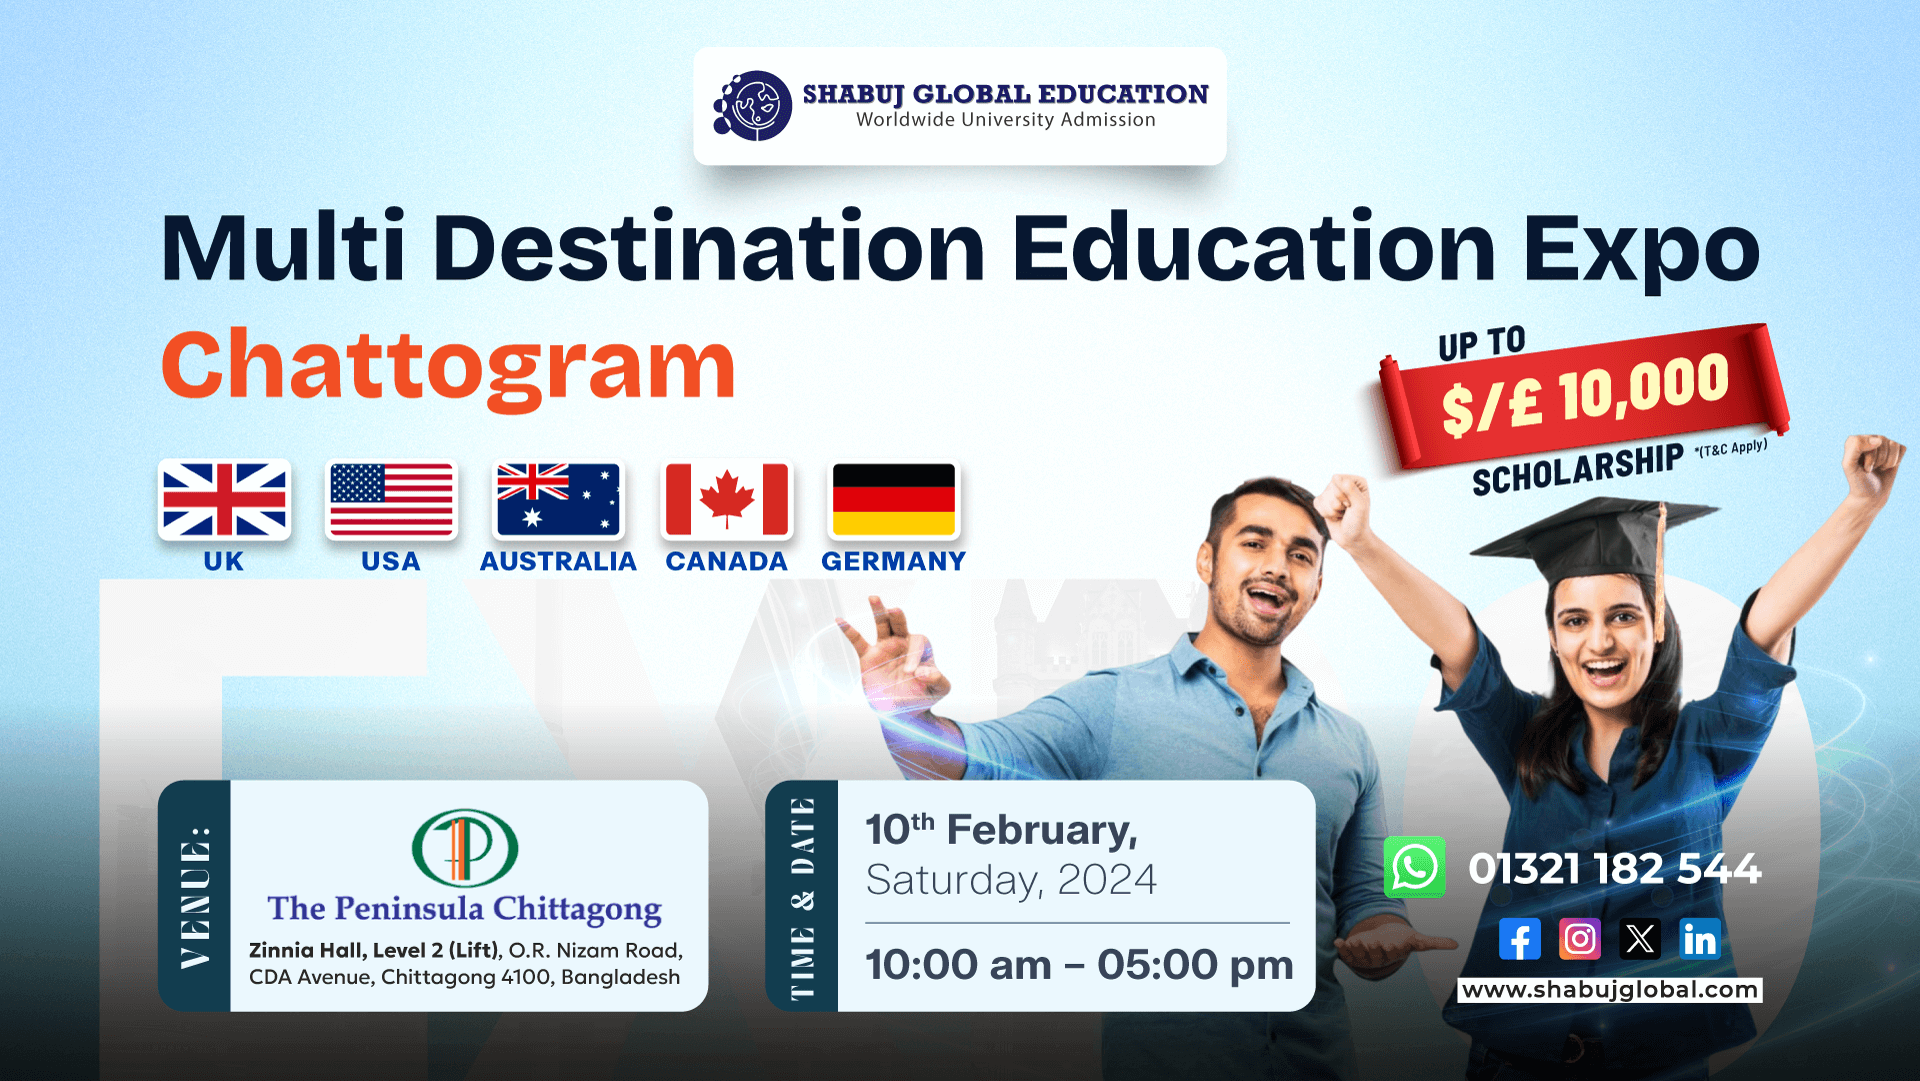 SHABUJ GLOBAL EDUCATION
Worldwide University Admission
Multi Destination Education Expo
Chattogram
UP TO
$/£ 10,000
SCHOLARSHIP *(T&C Apply)
UK
USA
AUSTRALIA
CANADA
GERMANY
EXPO
VENUE:
The Peninsula Chittagong
Zinnia Hall, Level 2 (Lift), O.R. Nizam Road,
CDA Avenue, Chittagong 4100, Bangladesh
TIME & DATE
10th February,
Saturday, 2024
10:00 am – 05:00 pm
01321 182 544
www.shabujglobal.com